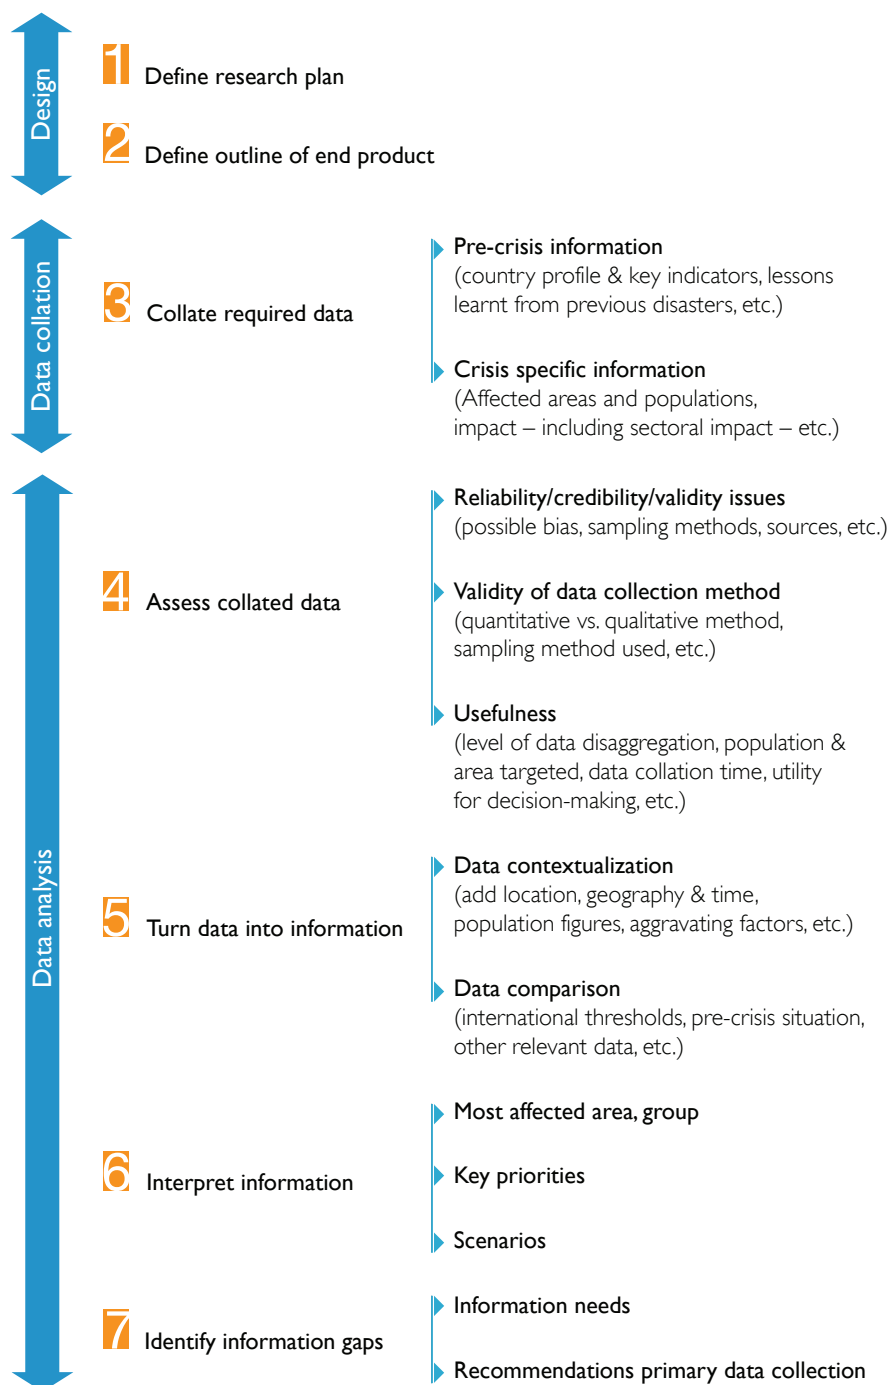 Design
1 Define research plan
2 Define outline of end product
Data collation
3 Collate required data
Pre-crisis information
(country profile & key indicators, lessons
learnt from previous disasters, etc.)
Crisis specific information
(Affected areas and populations,
impact – including sectoral impact – etc.)
Data analysis
4 Assess collated data
Reliability/credibility/validity issues
(possible bias, sampling methods, sources, etc.)
Validity of data collection method
(quantitative vs. qualitative method,
sampling method used, etc.)
Usefulness
(level of data disaggregation, population &
area targeted, data collation time, utility
for decision-making, etc.)
5 Turn data into information
Data contextualization
(add location, geography & time,
population figures, aggravating factors, etc.)
Data comparison
(international thresholds, pre-crisis situation,
other relevant data, etc.)
6 Interpret information
Most affected area, group
Key priorities
Scenarios
7 Identify information gaps
Information needs
Recommendations primary data collection